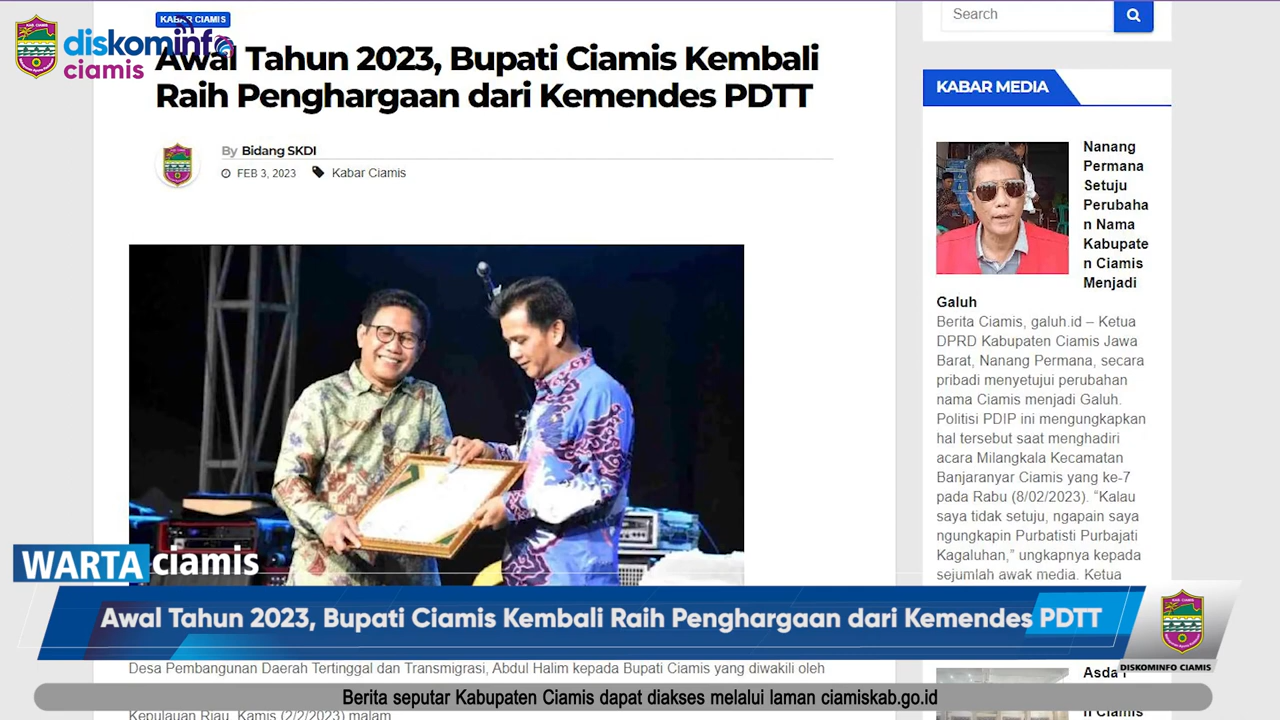 KABAR CIAMIS
diskominfo
ciamis
Awal Tahun 2023, Bupati Ciamis Kembali
Raih Penghargaan dari Kemendes PDTT
By Bidang SKDI
FEB 3, 2023 Kabar Ciamis
Search
KABAR MEDIA
Nanang
Permana
Setuju
Perubaha
n Nama
Kabupate
n Ciamis
Menjadi
Galuh
Berita Ciamis, galuh.id – Ketua
DPRD Kabupaten Ciamis Jawa
Barat, Nanang Permana, secara
pribadi menyetujui perubahan
nama Ciamis menjadi Galuh.
Politisi PDIP ini mengungkapkan
hal tersebut saat menghadiri
acara Milangkala Kecamatan
Banjaranyar Ciamis yang ke-7
pada Rabu (8/02/2023). “Kalau
saya tidak setuju, ngapain saya
ngungkapin Purbatisti Purbajati
Kagaluhan,” ungkapnya kepada
sejumlah awak media. Ketua
WARTA ciamis
Awal Tahun 2023, Bupati Ciamis Kembali Raih Penghargaan dari Kemendes PDTT
DISKOMINFO CIAMIS
Desa Pembangunan Daerah Tertinggal dan Transmigrasi, Abdul Halim kepada Bupati Ciamis yang diwakili oleh
Berita seputar Kabupaten Ciamis dapat diakses melalui laman ciamiskab.go.id
Kepulauan Riau, Kamis (2/2/2023) malam
n Ciamis